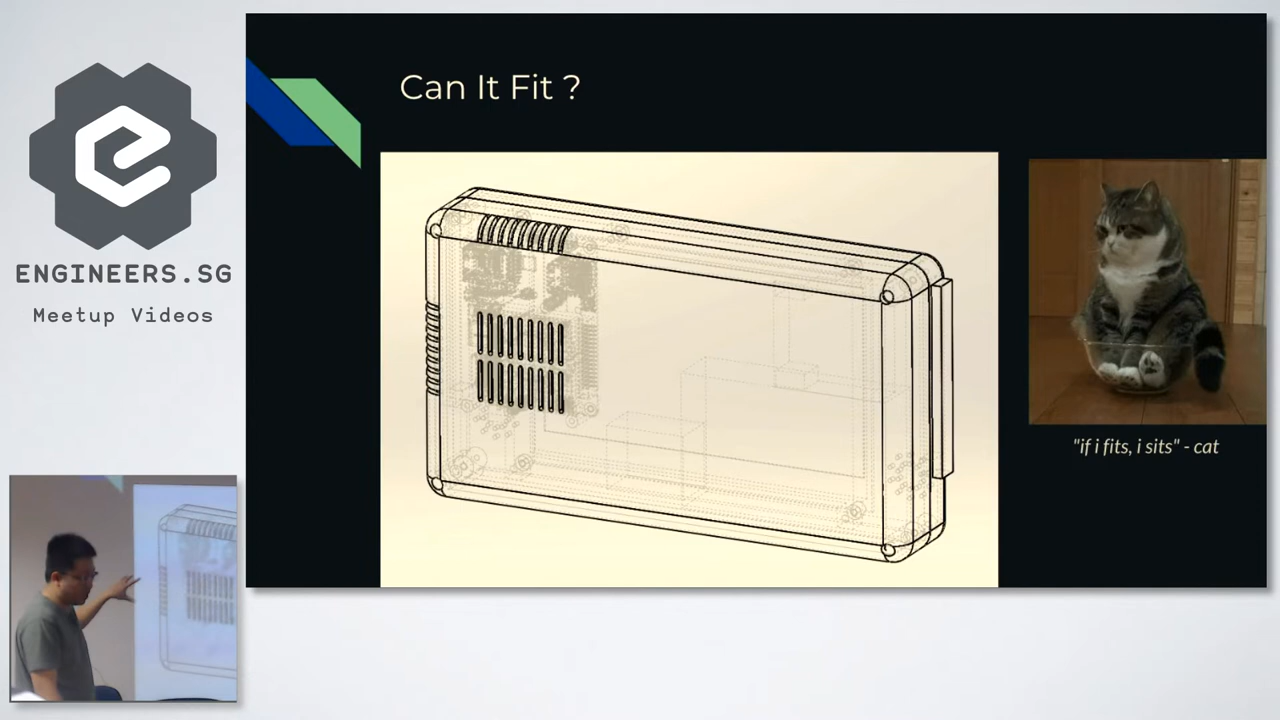 ENGINEERS.SG
Meetup Videos
Can It Fit ?
"if i fits, i sits" - cat